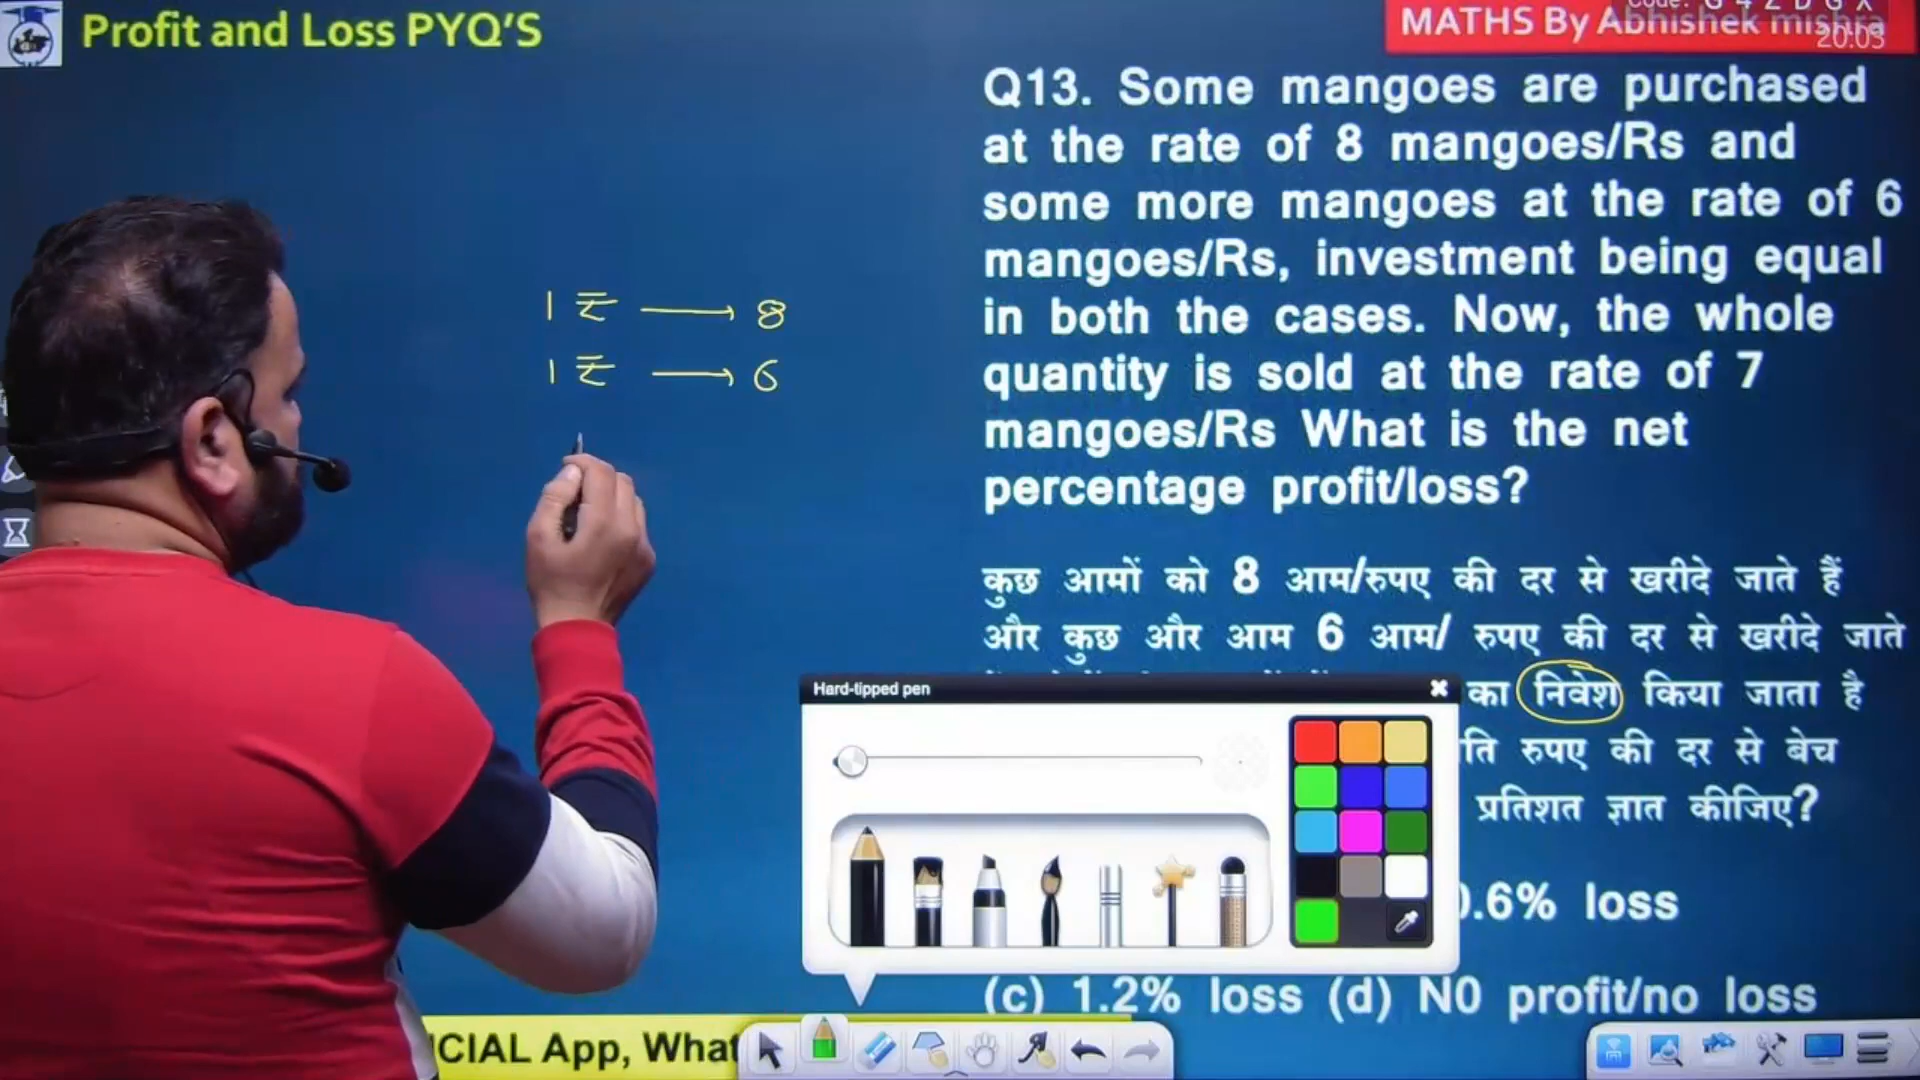 Profit and Loss PYQ'S
Code: G 4 Z D G X
MATHS By Abhishek mishra
20:03
Q13. Some mangoes are purchased
at the rate of 8 mangoes/Rs and
some more mangoes at the rate of 6
mangoes/Rs, investment being equal
in both the cases. Now, the whole
quantity is sold at the rate of 7
mangoes/Rs What is the net
percentage profit/loss?
1 ₹ → 8
1 ₹ → 6
कुछ आमों को 8 आम/रुपए की दर से खरीदे जाते हैं
और कुछ और आम 6 आम/ रुपए की दर से खरीदे जाते
का निवेश किया जाता है
रुपए की दर से बेच
प्रतिशत ज्ञात कीजिए?
Hard-tipped pen
.6% loss
(c) 1.2% loss (d) N0 profit/no loss
CIAL App, What